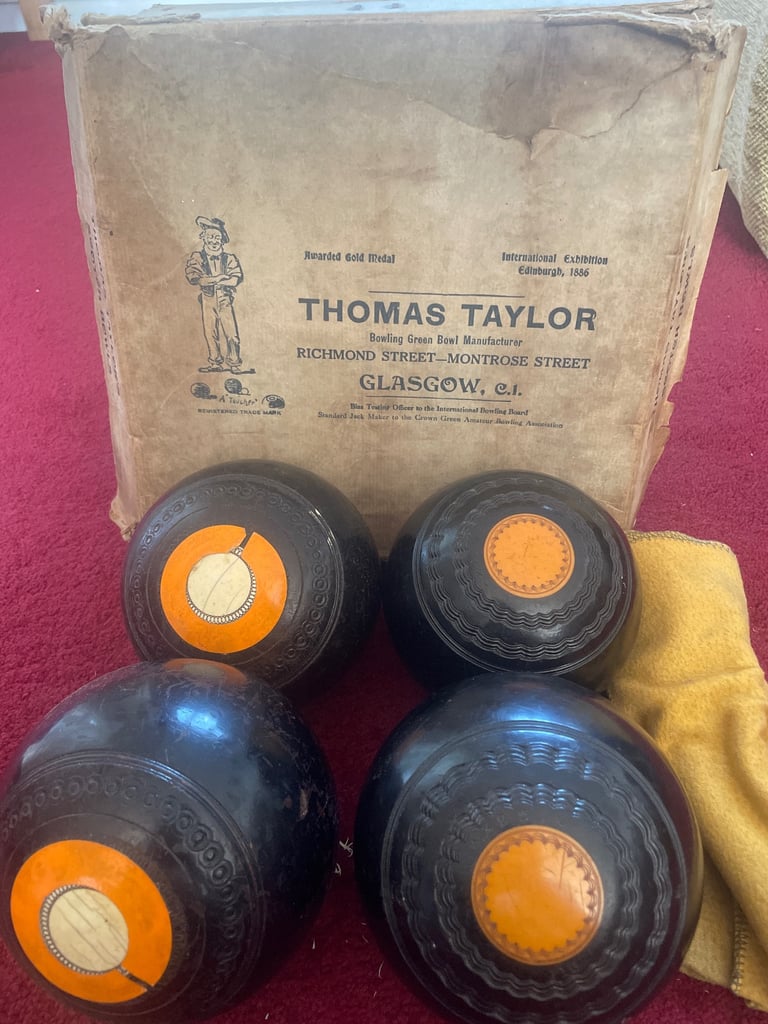 Awarded Gold Medal
International Exhibition
Edinburgh, 1886
THOMAS TAYLOR
Bowling Green Bowl Manufacturer
RICHMOND STREET—MONTROSE STREET
GLASGOW, C.1.
Bias Testing Officer to the International Bowling Board
Standard Jack Maker to the Crown Green Amateur Bowling Association
"A Toucher"
REGISTERED TRADE MARK